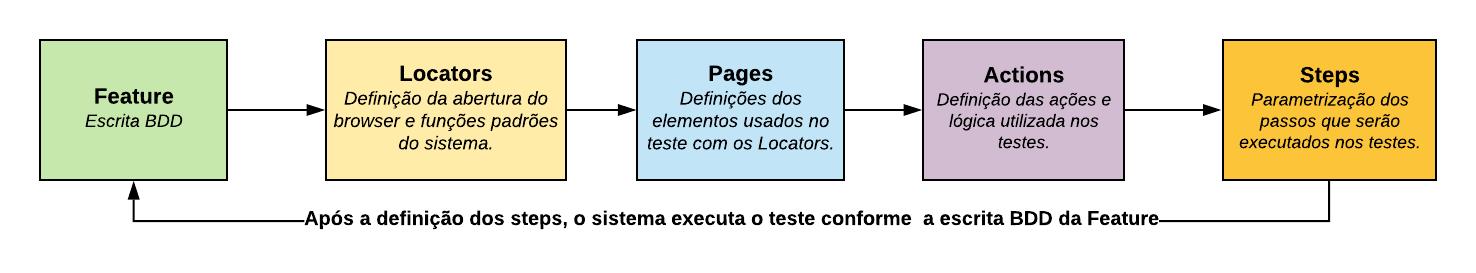 Feature
Escrita BDD
Locators
Definição da abertura do
browser e funções padrões
do sistema.
Pages
Definições dos
elementos usados no
teste com os Locators.
Actions
Definição das ações e
lógica utilizada nos
testes.
Steps
Parametrização dos
passos que serão
executados nos testes.
Após a definição dos steps, o sistema executa o teste conforme  a escrita BDD da Feature